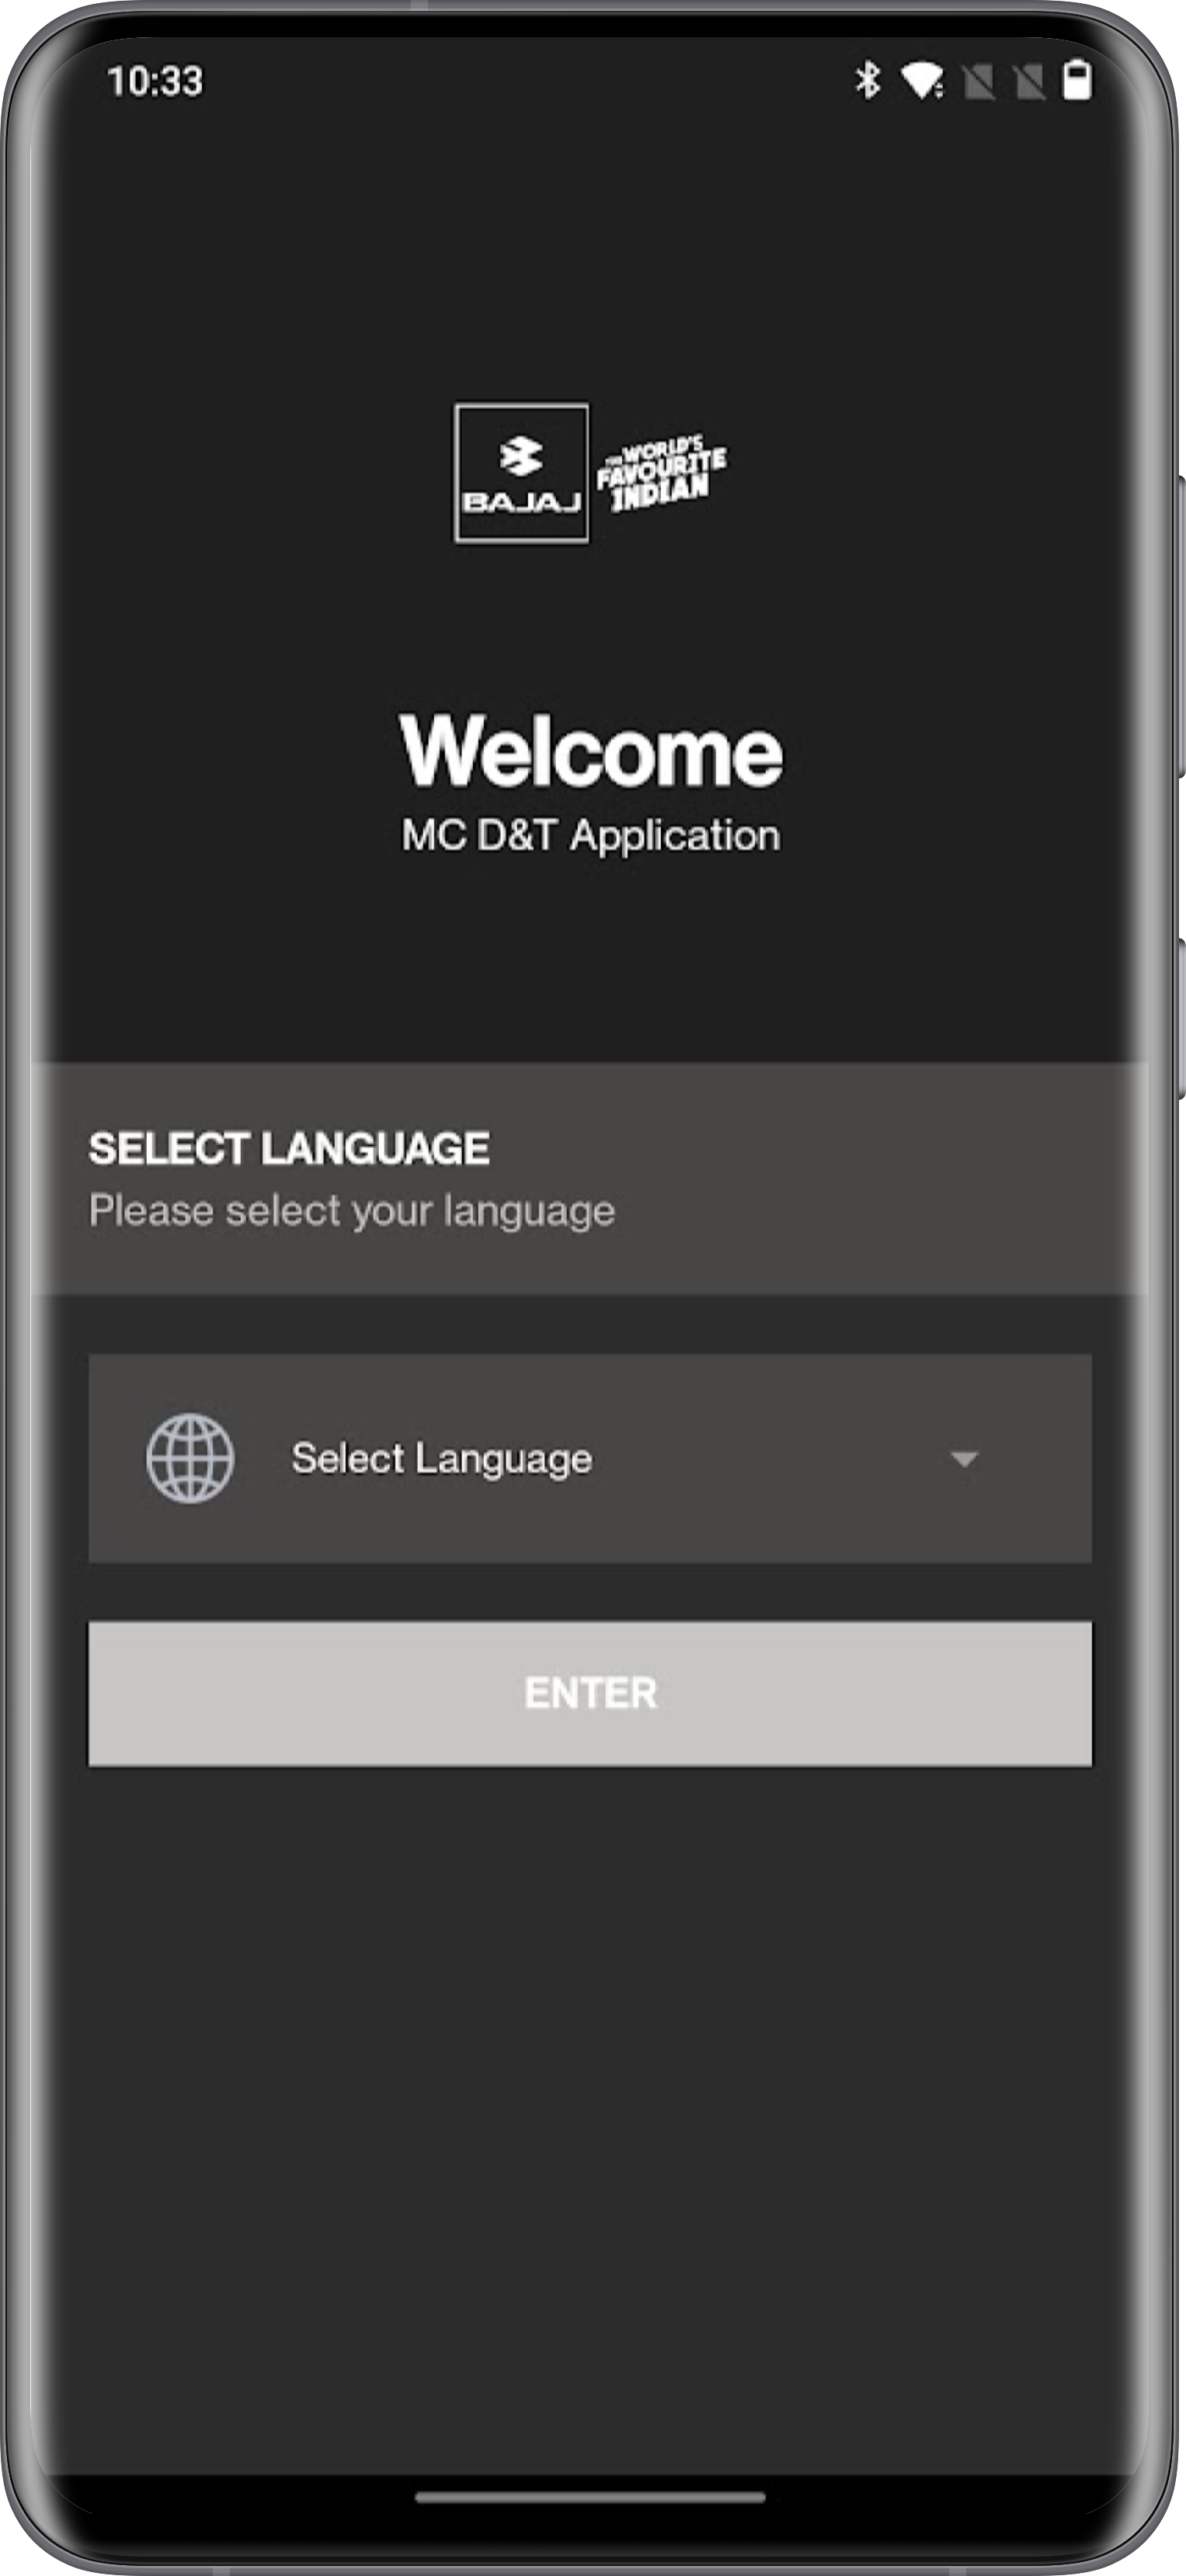 10:33
BAJAJ
THE WORLD'S
FAVOURITE
INDIAN
Welcome
MC D&T Application
SELECT LANGUAGE
Please select your language
Select Language
ENTER